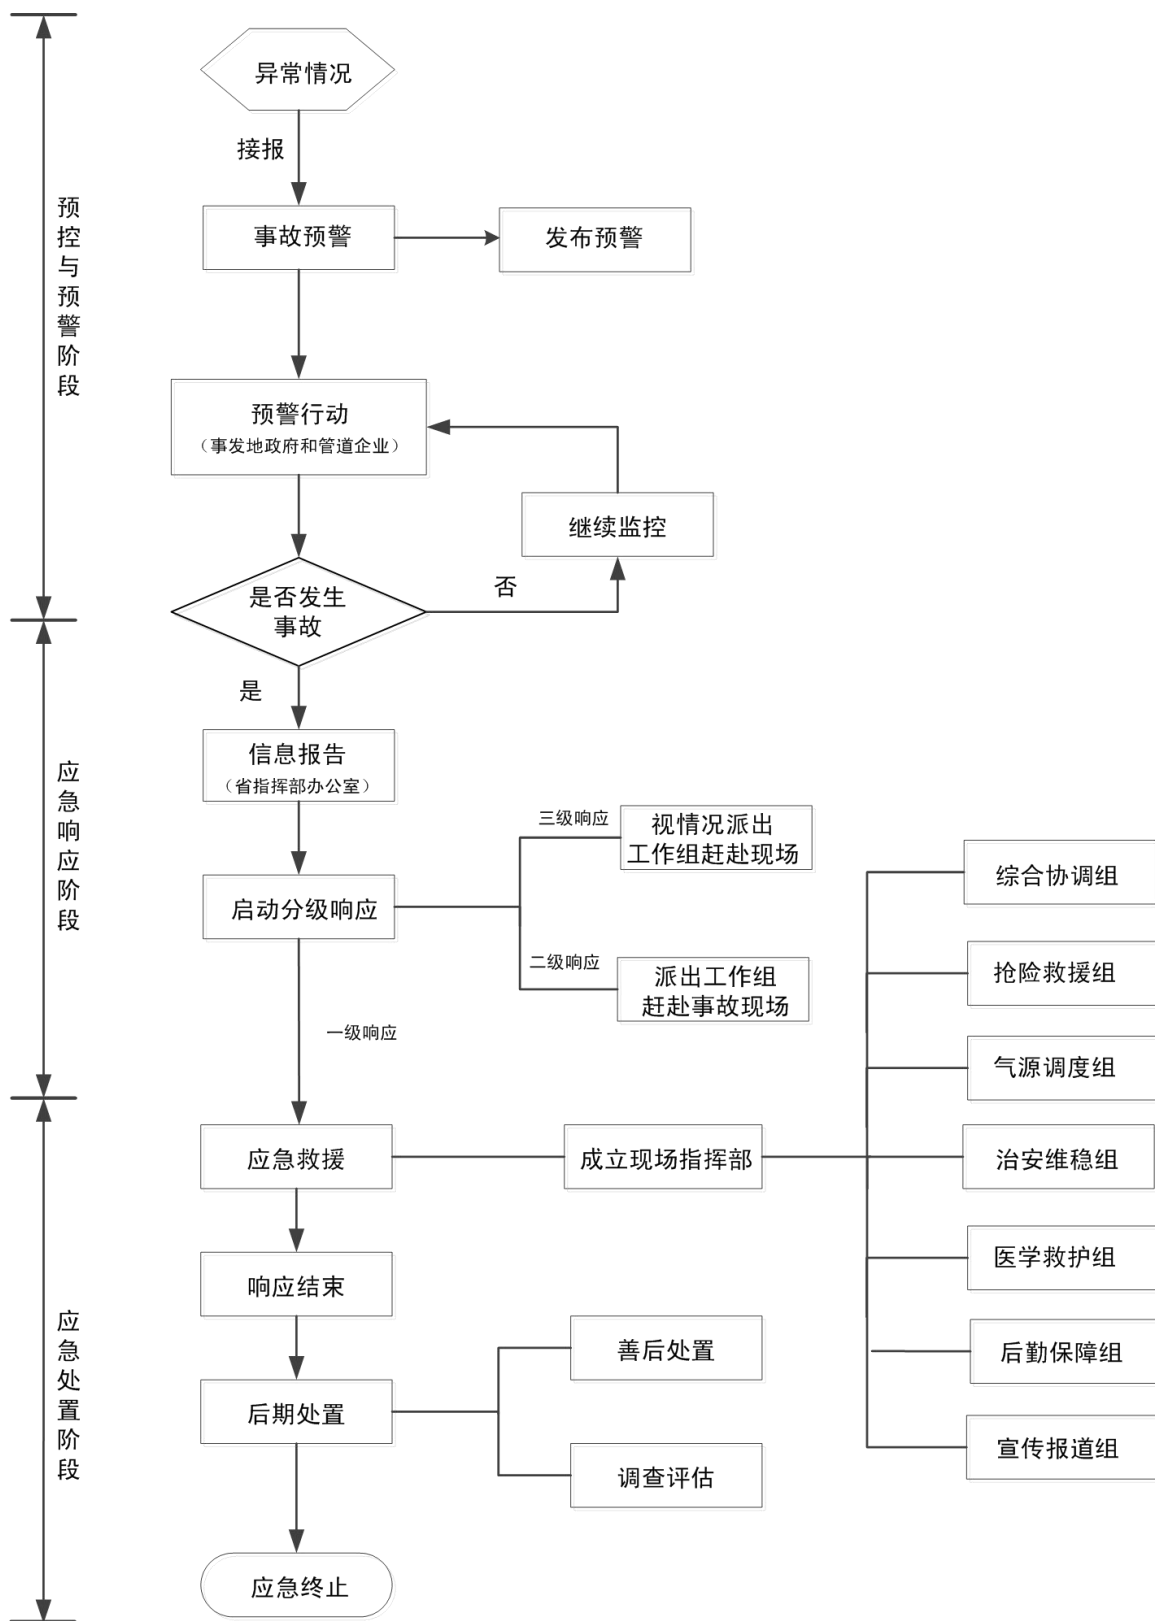 异常情况
接报
预控与预警阶段
事故预警
发布预警
预警行动
（事发地政府和管道企业）
继续监控
否
是否发生
事故
是
信息报告
（省指挥部办公室）
应急响应阶段
三级响应
视情况派出
工作组赶赴现场
启动分级响应
二级响应
派出工作组
赶赴事故现场
一级响应
综合协调组
抢险救援组
气源调度组
应急救援
成立现场指挥部
治安维稳组
医学救护组
响应结束
应急处置阶段
善后处置
后勤保障组
后期处置
宣传报道组
调查评估
应急终止